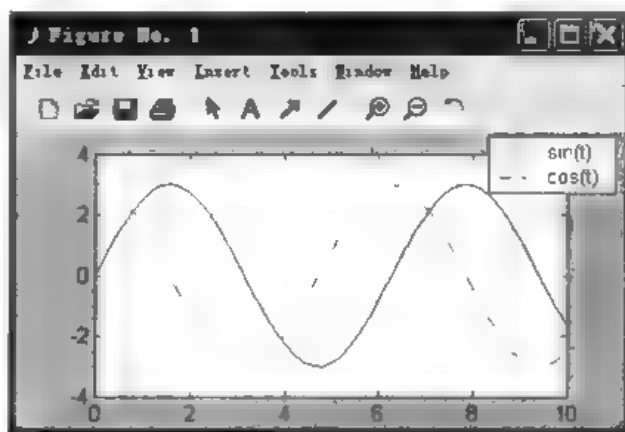 Figure No. 1
File Edit View Insert Tools Window Help
sin(t)
cos(t)
4
2
0
-2
-4
0 2 4 6 8 10